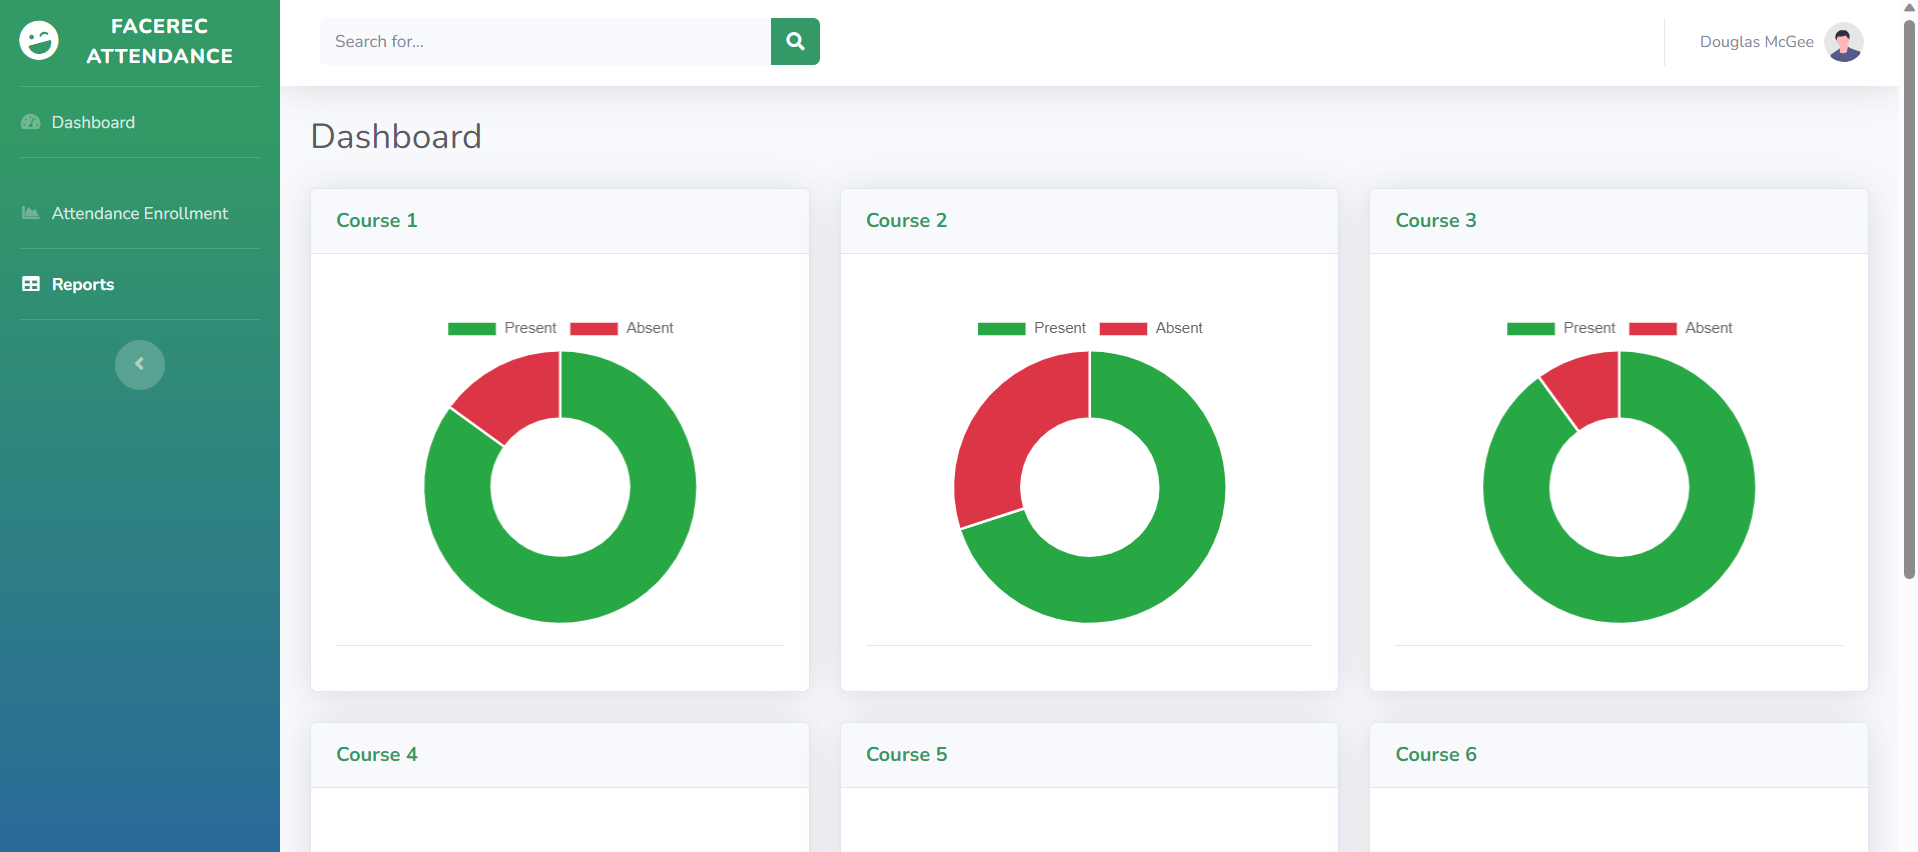 FACEREC
ATTENDANCE
Dashboard
Attendance Enrollment
Reports
Search for...
Douglas McGee
Dashboard
Course 1
Present Absent
Course 2
Present Absent
Course 3
Present Absent
Course 4
Course 5
Course 6